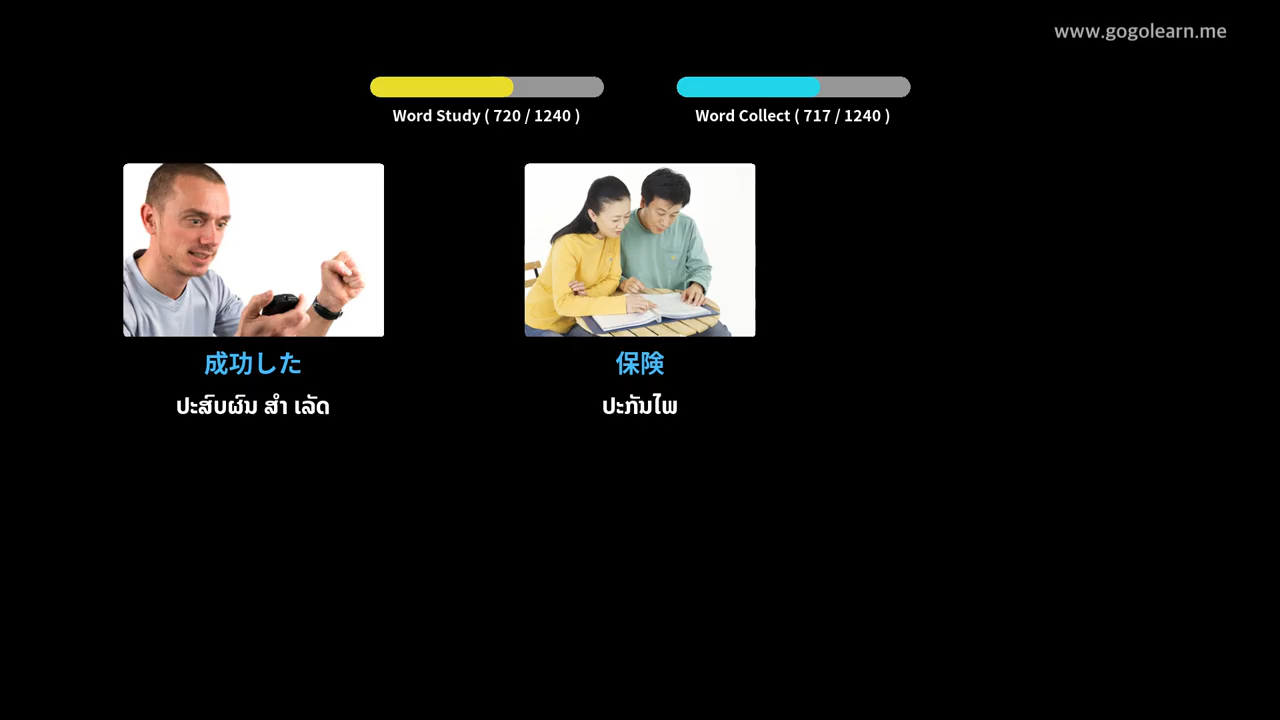 www.gogolearn.me
Word Study ( 720 / 1240 )
Word Collect ( 717 / 1240 )
成功した
保険
ປະສົບຜົນ ສຳ ເລັດ
ປະກັນໄພ